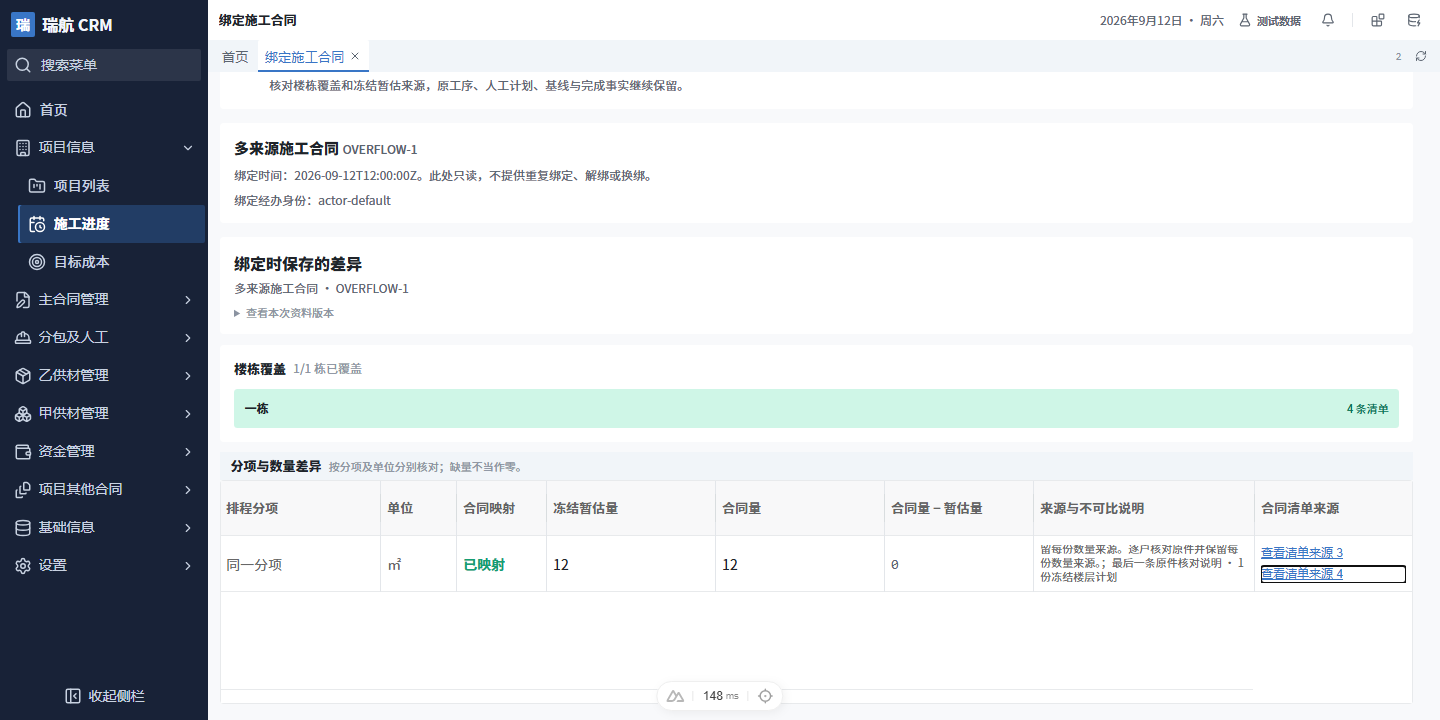 瑞 瑞航 CRM
搜索菜单
首页
项目信息
项目列表
施工进度
目标成本
主合同管理
分包及人工
乙供材管理
甲供材管理
资金管理
项目其他合同
基础信息
设置
收起侧栏
绑定施工合同
2026年9月12日 · 周六 测试数据
首页 绑定施工合同 2
核对楼栋覆盖和冻结暂估来源，原工序、人工计划、基线与完成事实继续保留。
多来源施工合同 OVERFLOW-1
绑定时间：2026-09-12T12:00:00Z。此处只读，不提供重复绑定、解绑或换绑。
绑定经办身份：actor-default
绑定时保存的差异
多来源施工合同 · OVERFLOW-1
查看本次资料版本
楼栋覆盖 1/1 栋已覆盖
一栋 4 条清单
分项与数量差异 按分项及单位分别核对；缺量不当作零。
排程分项 单位 合同映射 冻结暂估量 合同量 合同量 − 暂估量 来源与不可比说明 合同清单来源
同一分项 ㎡ 已映射 12 12 0
留每份数量来源。逐户核对原件并保留每
份数量来源。；最后一条原件核对说明 · 1
份冻结楼层计划
查看清单来源 3
查看清单来源 4
148 ms